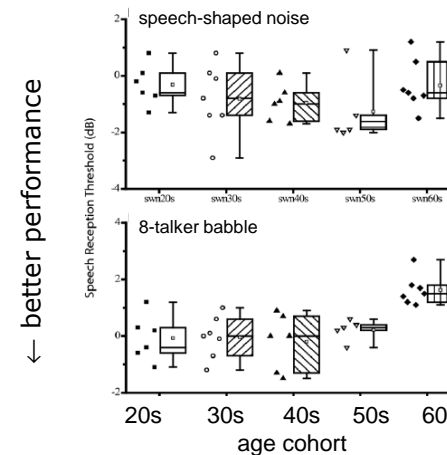 speech-shaped noise
2
0
-2
-4
swn20s swn30s swn40s swn50s swn60s
8-talker babble
4
2
0
-2
20s 30s 40s 50s 60
age cohort
Speech Reception Threshold (dB)
← better performance